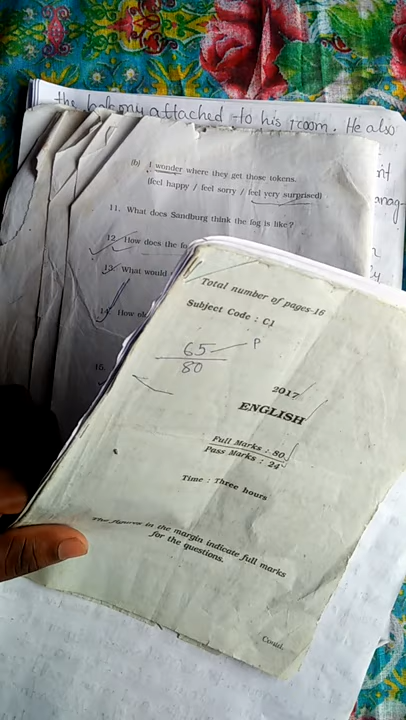 the balcony attached to his room. He also
(b) I wonder where they get those tokens.
(feel happy / feel sorry / feel very surprised)
11. What does Sandburg think the fog is like?
12. How does the fo
13. What would
14. How ol
15.
Total number of pages-16
Subject Code : C1
65 P
80
2017
ENGLISH
Full Marks : 80
Pass Marks : 24
Time : Three hours
The figures in the margin indicate full marks
for the questions.
Contd.